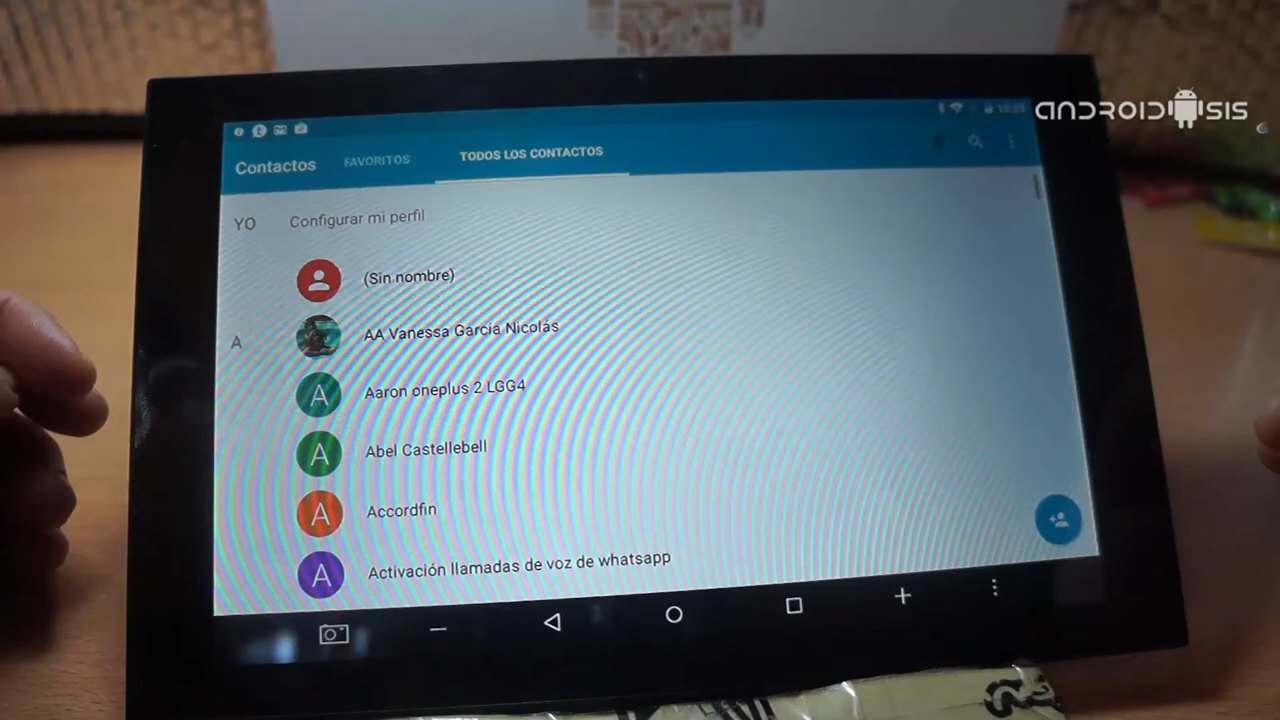 ANDROIDSIS
Contactos
FAVORITOS
TODOS LOS CONTACTOS
YO
Configurar mi perfil
(Sin nombre)
A
AA Vanessa García Nicolás
A
Aaron oneplus 2 LGG4
A
Abel Castellebell
A
Accordfin
A
Activación llamadas de voz de whatsapp